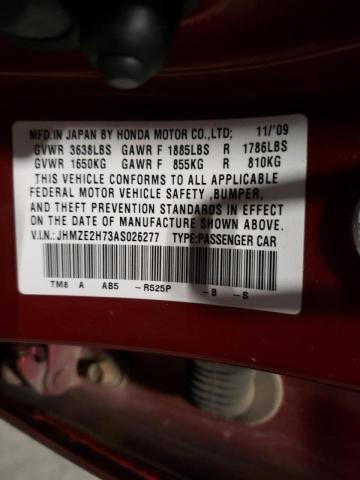 MFD. IN JAPAN BY HONDA MOTOR CO.,LTD; 11/'09
GVWR 3638LBS GAWR F 1885LBS R 1786LBS
GVWR 1650KG GAWR F 855KG R 810KG
THIS VEHICLE CONFORMS TO ALL APPLICABLE
FEDERAL MOTOR VEHICLE SAFETY ,BUMPER,
AND THEFT PREVENTION STANDARDS IN EFFECT ON
THE DATE OF MANUFACTURE SHOWN ABOVE.
V.I.N.: JHMZE2H73AS026277 TYPE:PASSENGER CAR
TM8 A AB5 -R525P -B -S